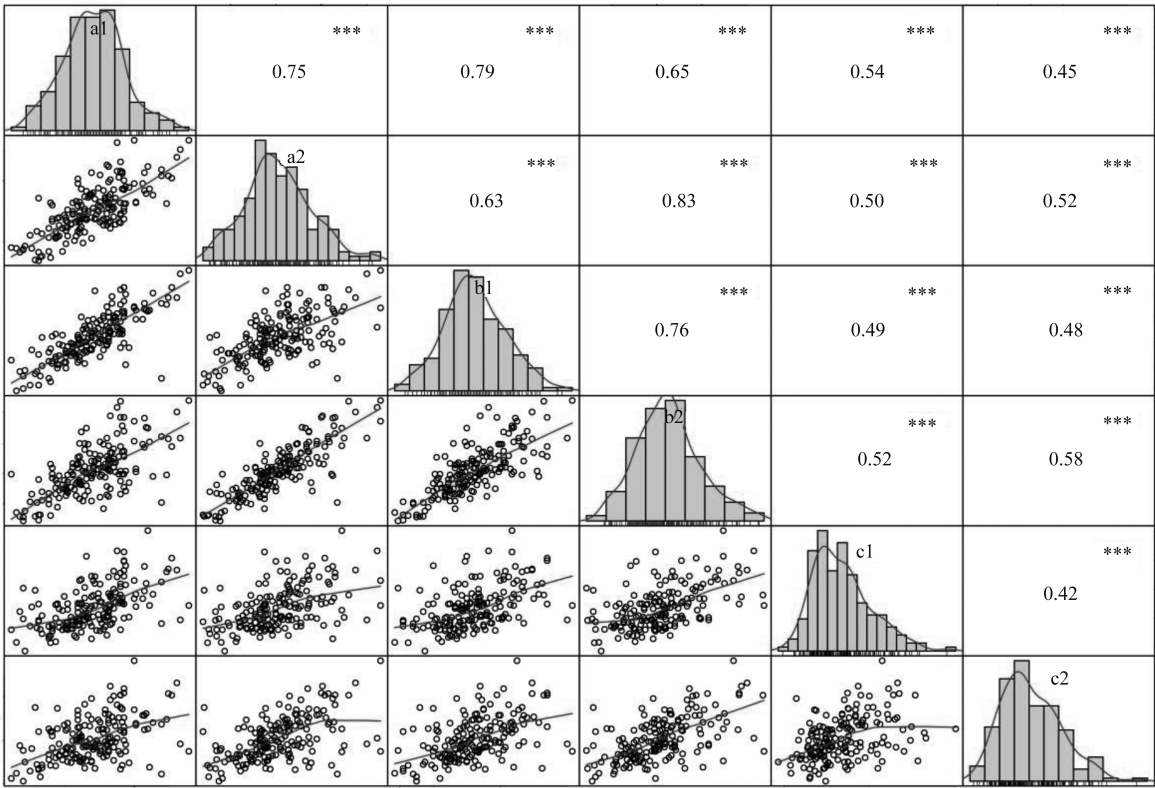 a1 *** *** *** *** ***
0.75 0.79 0.65 0.54 0.45
a2 *** *** *** ***
0.63 0.83 0.50 0.52
b1 *** *** ***
0.76 0.49 0.48
b2 *** ***
0.52 0.58
c1 ***
0.42
c2